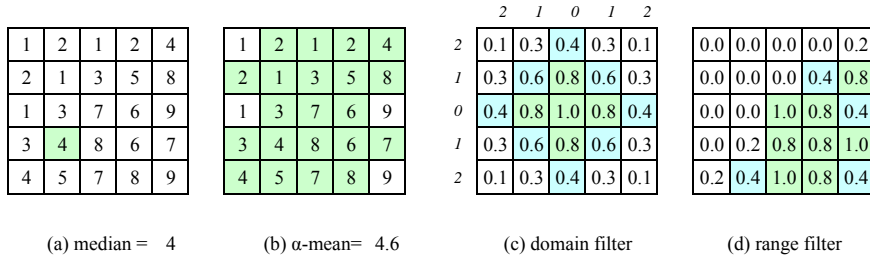 2 1 0 1 2
1 2 1 2 4 1 2 1 2 4 2 0.1 0.3 0.4 0.3 0.1 0.0 0.0 0.0 0.0 0.2
2 1 3 5 8 2 1 3 5 8 1 0.3 0.6 0.8 0.6 0.3 0.0 0.0 0.0 0.4 0.8
1 3 7 6 9 1 3 7 6 9 0 0.4 0.8 1.0 0.8 0.4 0.0 0.0 1.0 0.8 0.4
3 4 8 6 7 3 4 8 6 7 1 0.3 0.6 0.8 0.6 0.3 0.0 0.2 0.8 0.8 1.0
4 5 7 8 9 4 5 7 8 9 2 0.1 0.3 0.4 0.3 0.1 0.2 0.4 1.0 0.8 0.4
(a) median = 4 (b) α-mean= 4.6 (c) domain filter (d) range filter